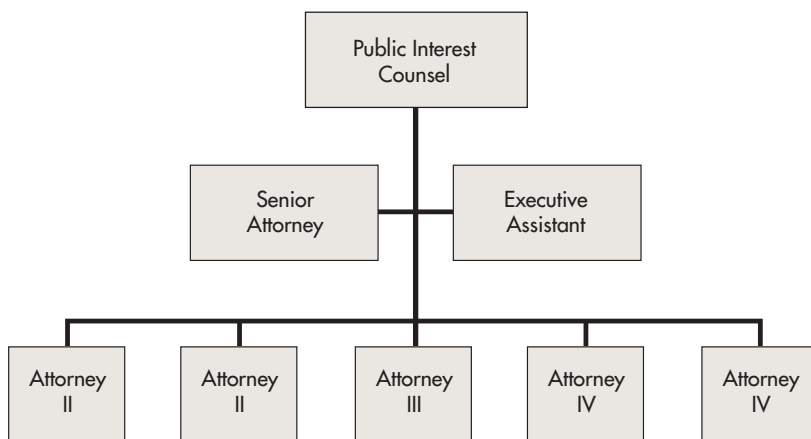 Public Interest
Counsel
Senior
Attorney
Executive
Assistant
Attorney
II
Attorney
II
Attorney
III
Attorney
IV
Attorney
IV